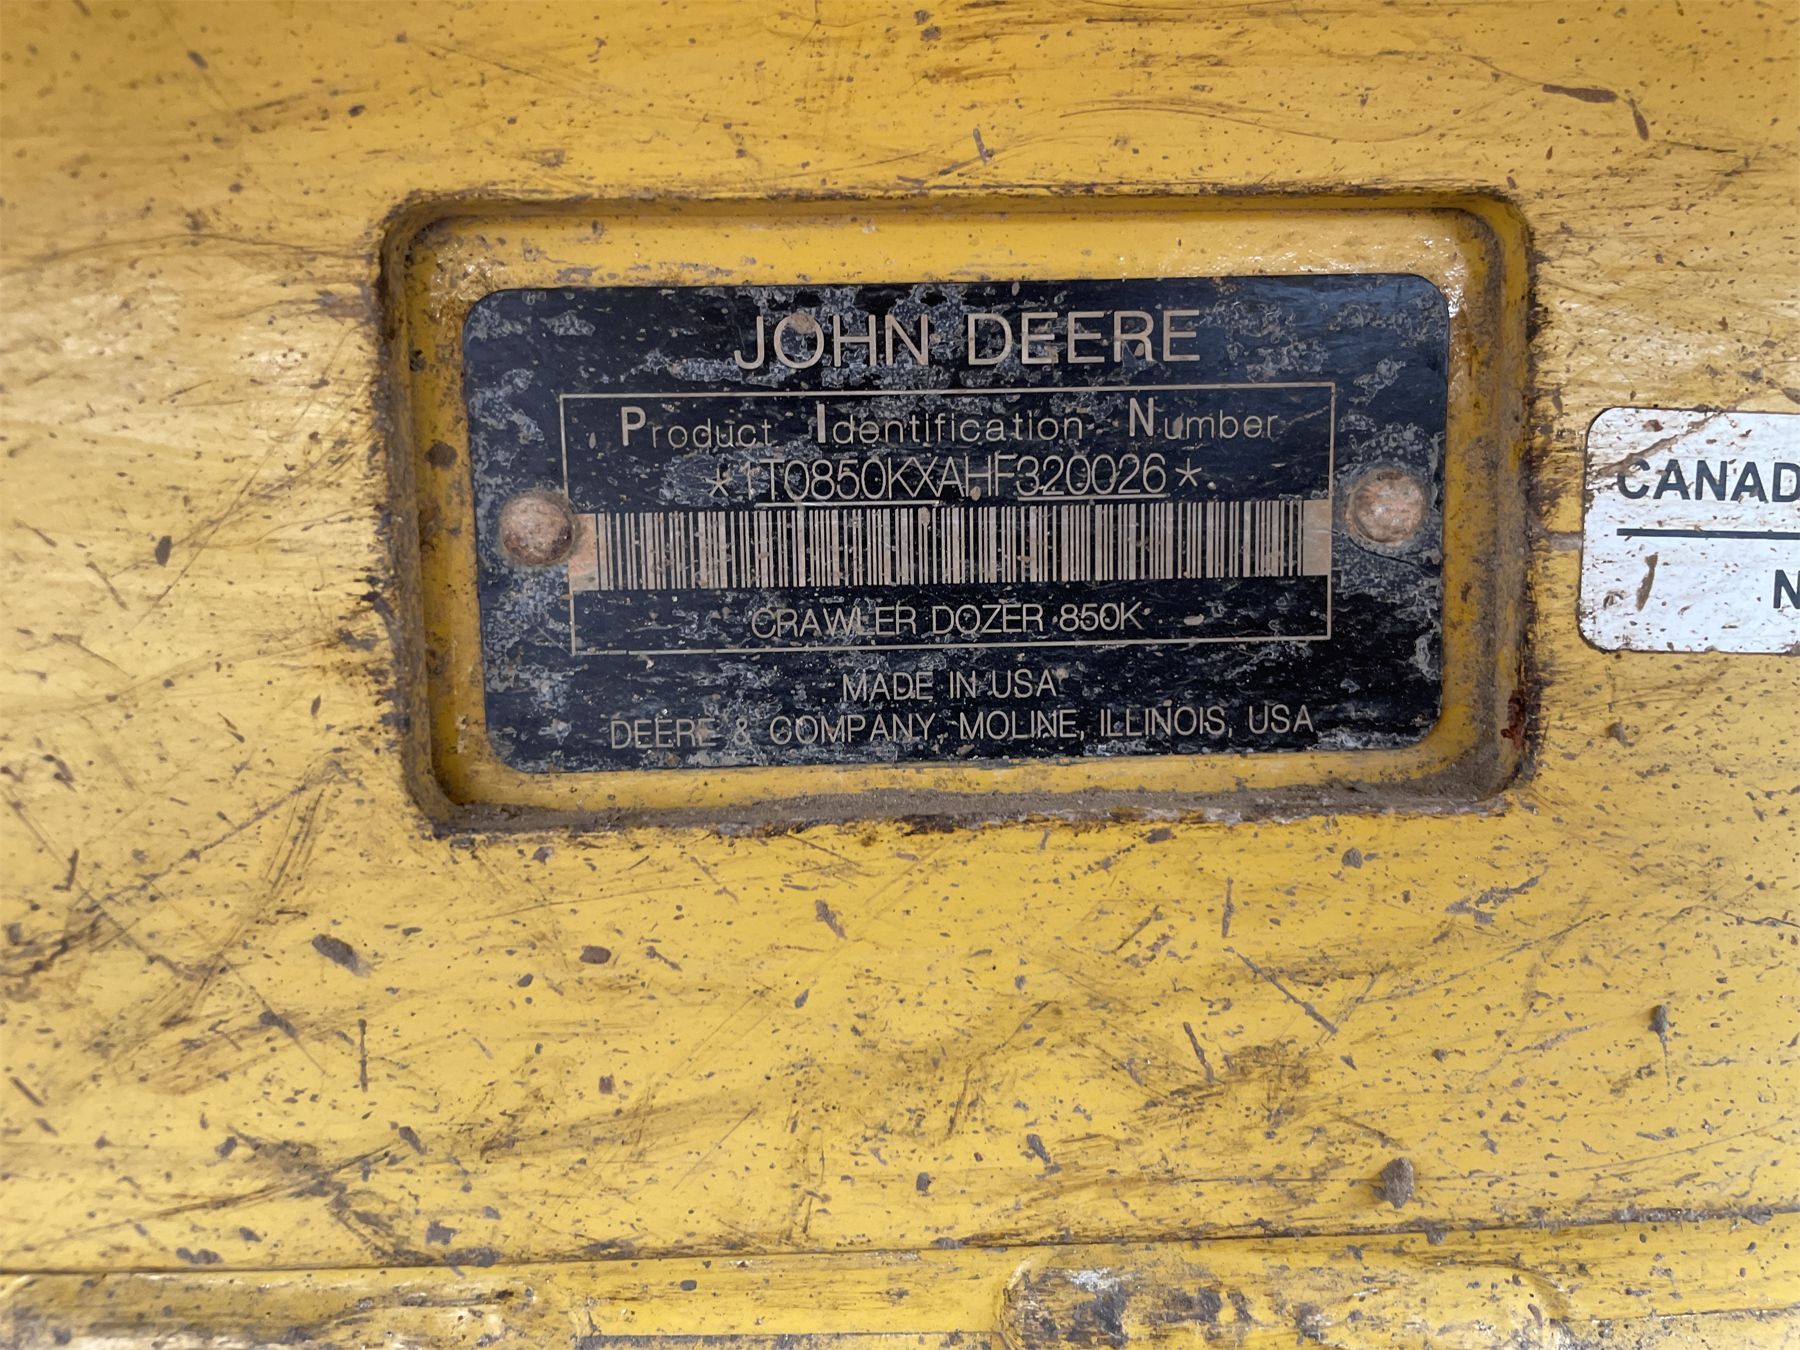 JOHN DEERE
Product Identification Number
*1T0850KXAHF320026*
CRAWLER DOZER 850K
MADE IN USA
DEERE & COMPANY, MOLINE, ILLINOIS, USA
CANAD
N